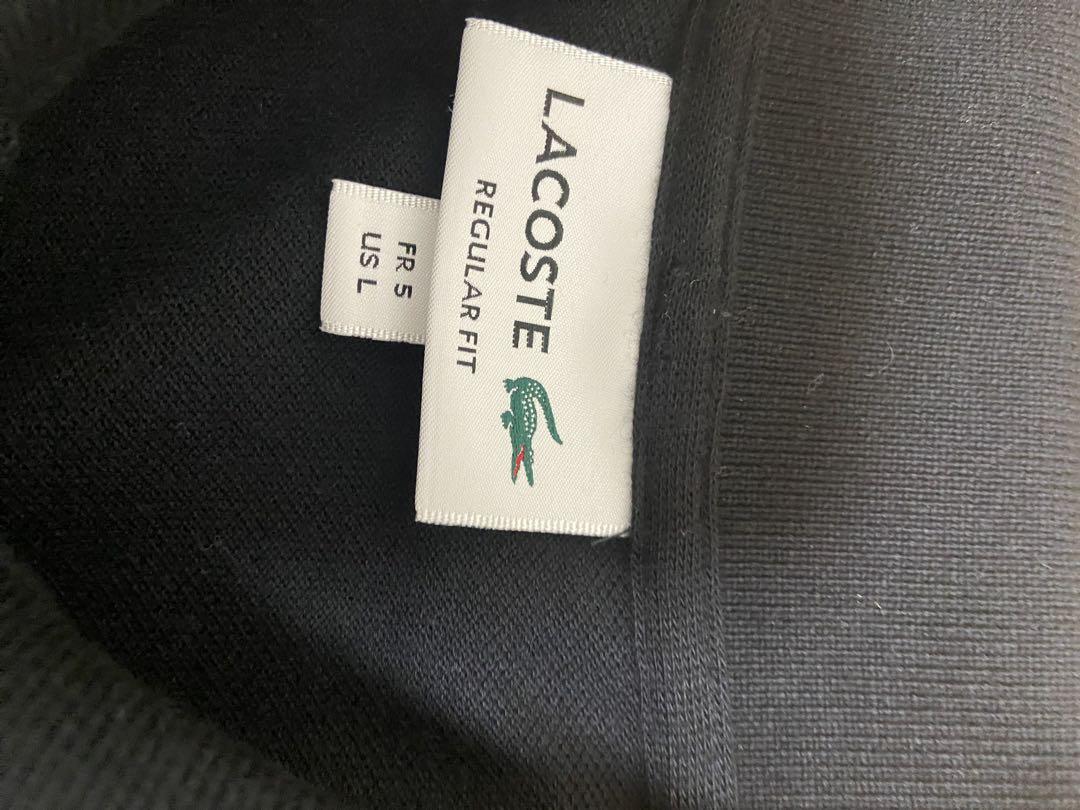 LACOSTE
REGULAR FIT
FR 5
US L